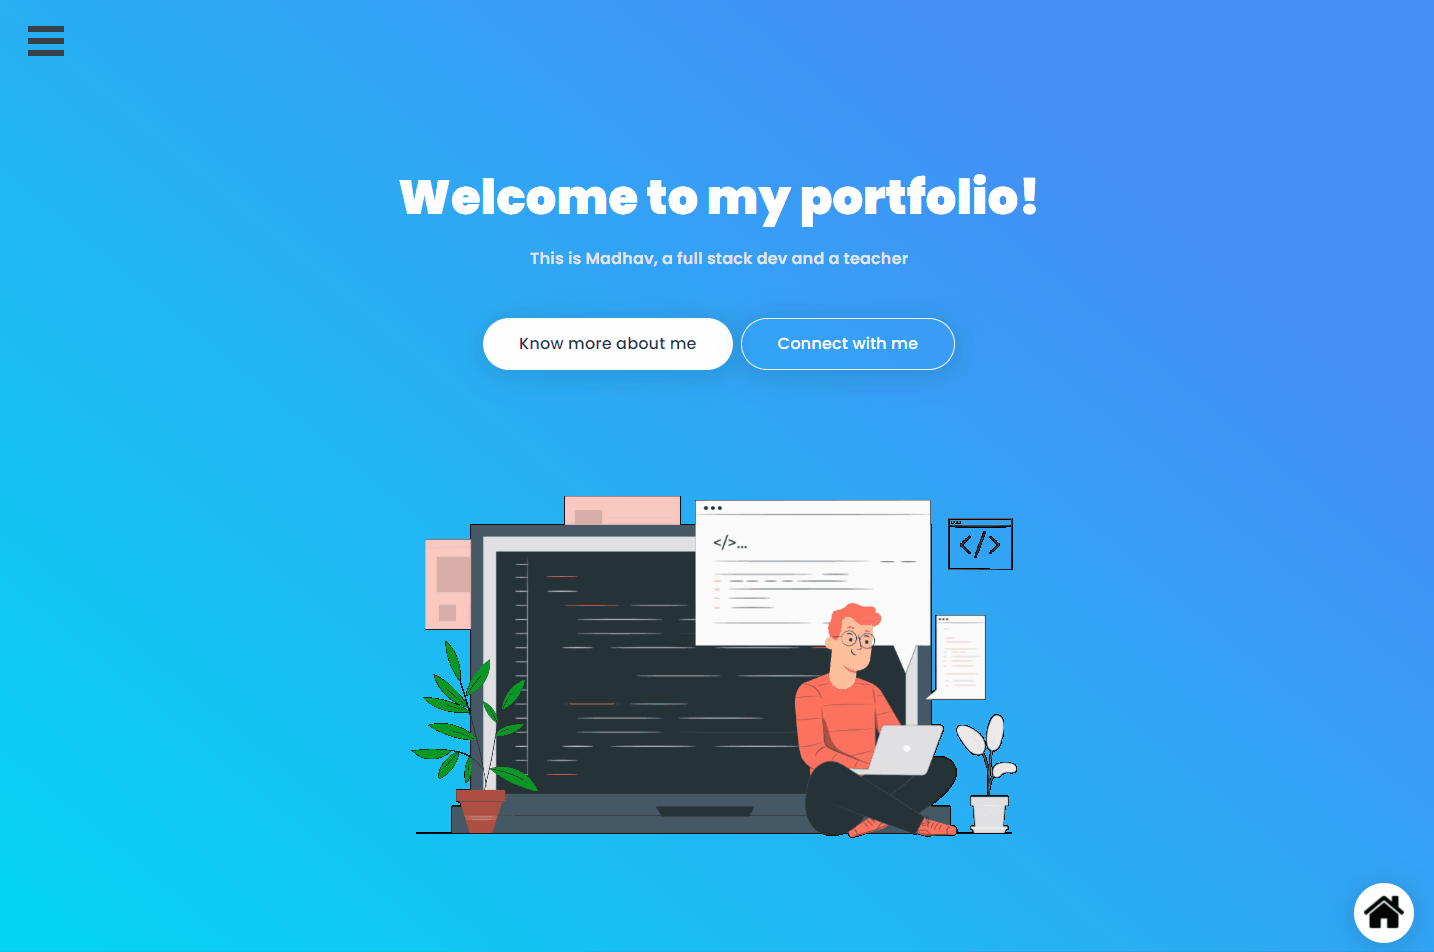 Welcome to my portfolio!
This is Madhav, a full stack dev and a teacher
Know more about me
Connect with me
</>...
</>